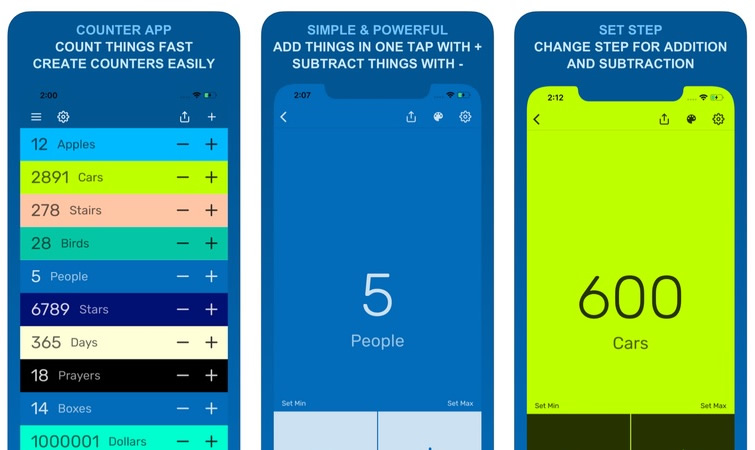 COUNTER APP
COUNT THINGS FAST
CREATE COUNTERS EASILY
2:00
12 Apples
2891 Cars
278 Stairs
28 Birds
5 People
6789 Stars
365 Days
18 Prayers
14 Boxes
1000001 Dollars
SIMPLE & POWERFUL
ADD THINGS IN ONE TAP WITH +
SUBTRACT THINGS WITH -
2:07
5
People
Set Min
Set Max
SET STEP
CHANGE STEP FOR ADDITION
AND SUBTRACTION
2:12
600
Cars
Set Min
Set Max